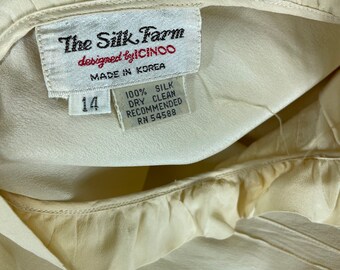 The Silk Farm
designed by ICINOO
MADE IN KOREA
14
100% SILK
DRY CLEAN
RECOMMENDED
RN 54588